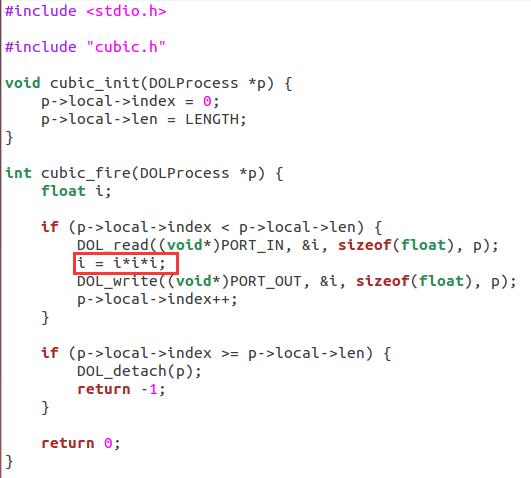 #include <stdio.h>
#include "cubic.h"
void cubic_init(DOLProcess *p) {
    p->local->index = 0;
    p->local->len = LENGTH;
}
int cubic_fire(DOLProcess *p) {
    float i;
    if (p->local->index < p->local->len) {
        DOL_read((void*)PORT_IN, &i, sizeof(float), p);
        i = i*i*i;
        DOL_write((void*)PORT_OUT, &i, sizeof(float), p);
        p->local->index++;
    }
    if (p->local->index >= p->local->len) {
        DOL_detach(p);
        return -1;
    }
    return 0;
}